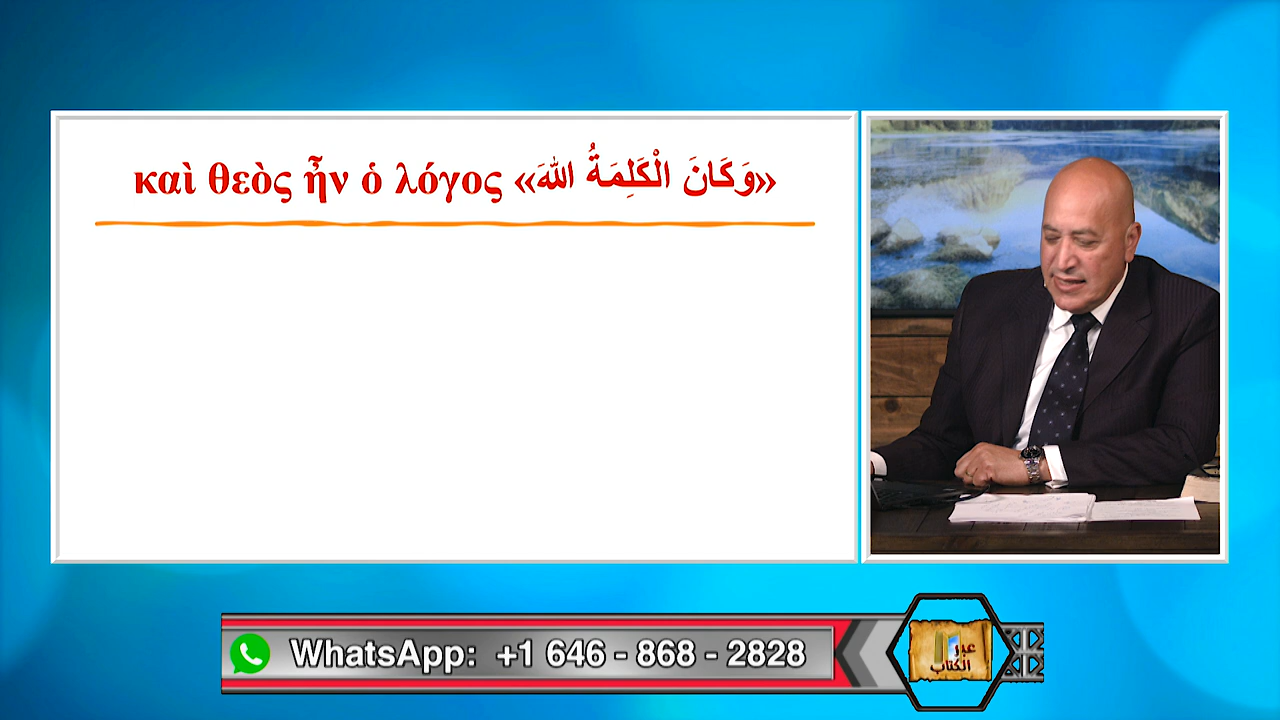 καὶ θεὸς ἦν ὁ λόγος «وَكَانَ الْكَلِمَةُ اللهَ»
WhatsApp: +1 646 - 868 - 2828
عبر
الكتاب